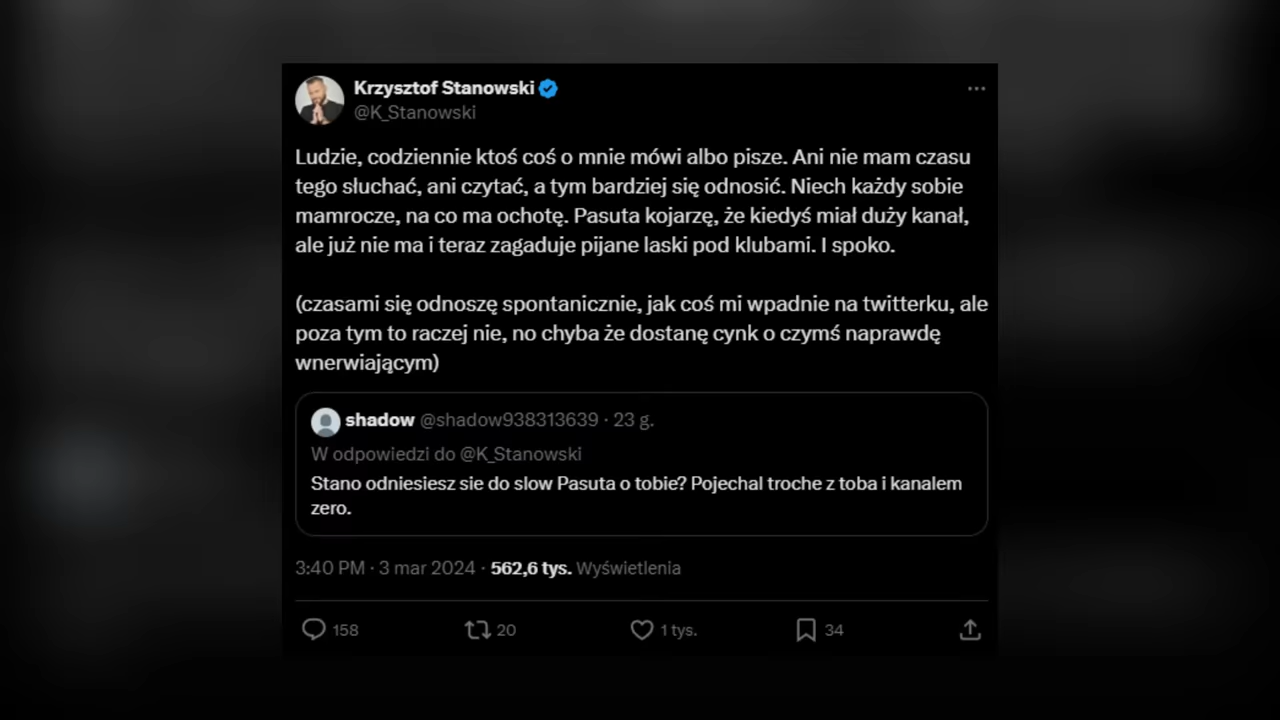 Krzysztof Stanowski
@K_Stanowski
Ludzie, codziennie ktoś coś o mnie mówi albo pisze. Ani nie mam czasu
tego słuchać, ani czytać, a tym bardziej się odnosić. Niech każdy sobie
mamrocze, na co ma ochotę. Pasuta kojarzę, że kiedyś miał duży kanał,
ale już nie ma i teraz zagaduje pijane laski pod klubami. I spoko.
(czasami się odnoszę spontanicznie, jak coś mi wpadnie na twitterku, ale
poza tym to raczej nie, no chyba że dostanę cynk o czymś naprawdę
wnerwiającym)
shadow @shadow938313639 · 23 g.
W odpowiedzi do @K_Stanowski
Stano odniesiesz sie do slow Pasuta o tobie? Pojechal troche z toba i kanalem
zero.
3:40 PM · 3 mar 2024 · 562,6 tys. Wyświetlenia
158 20 1 tys. 34